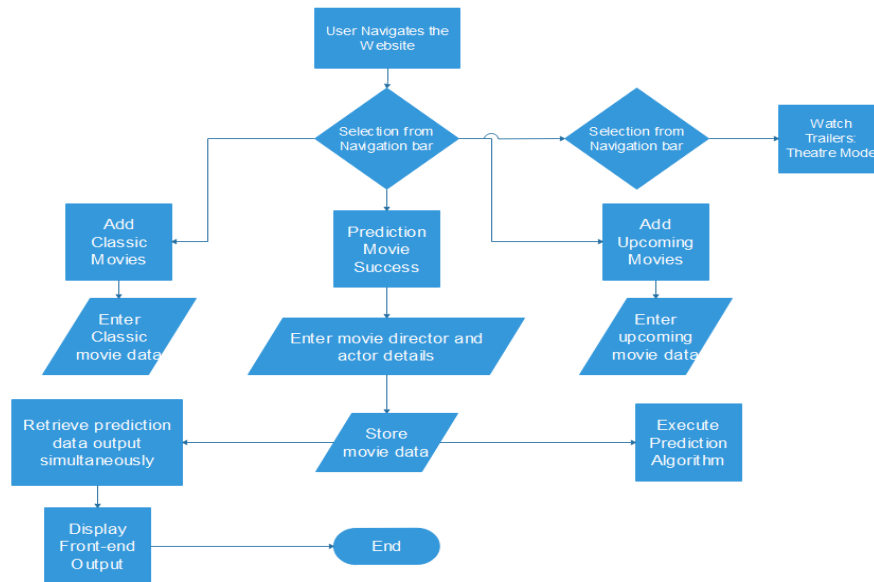 User Navigates the
Website
Selection from
Navigation bar
Selection from
Navigation bar
Watch
Trailers:
Theatre Mode
Add
Classic
Movies
Prediction
Movie
Success
Add
Upcoming
Movies
Enter
Classic
movie data
Enter movie director and
actor details
Enter
upcoming
movie data
Retrieve prediction
data output
simultaneously
Store
movie data
Execute
Prediction
Algorithm
Display
Front-end
Output
End